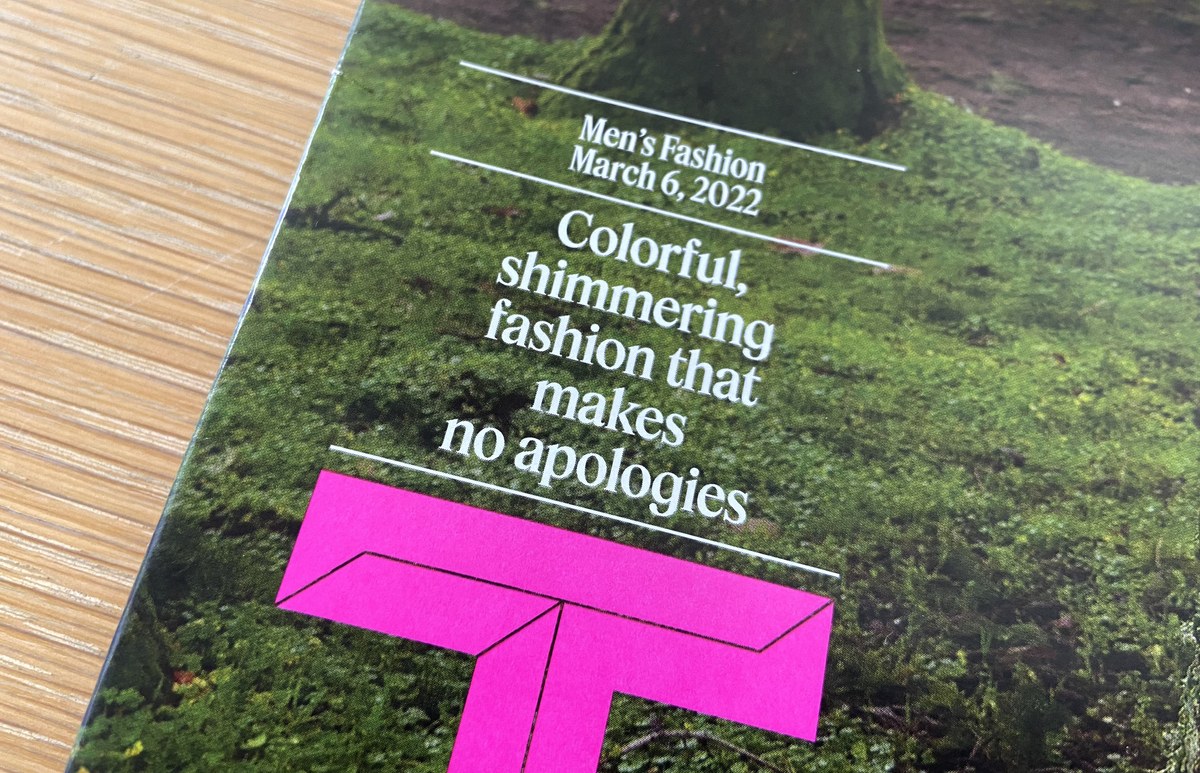 Men's Fashion
March 6, 2022
Colorful,
shimmering
fashion that
makes
no apologies
T